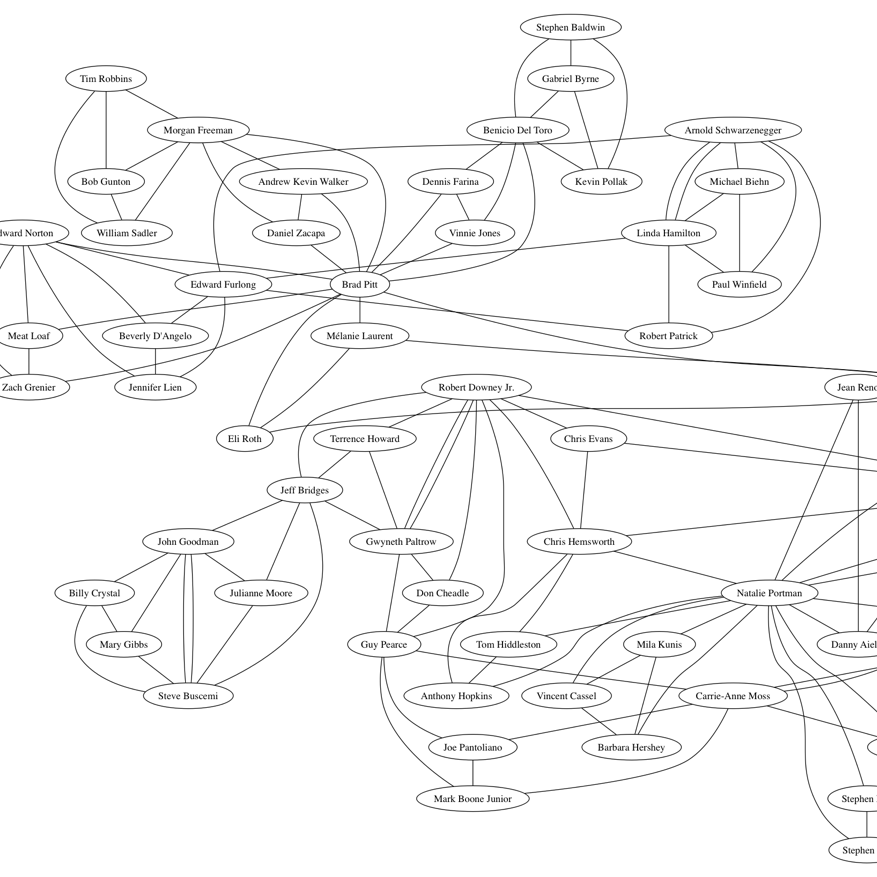 Stephen Baldwin
Tim Robbins
Gabriel Byrne
Morgan Freeman
Benicio Del Toro
Arnold Schwarzenegger
Bob Gunton
Andrew Kevin Walker
Dennis Farina
Kevin Pollak
Michael Biehn
dward Norton
William Sadler
Daniel Zacapa
Vinnie Jones
Linda Hamilton
Edward Furlong
Brad Pitt
Paul Winfield
Meat Loaf
Beverly D'Angelo
Mélanie Laurent
Robert Patrick
Zach Grenier
Jennifer Lien
Robert Downey Jr.
Jean Reno
Eli Roth
Terrence Howard
Chris Evans
Jeff Bridges
John Goodman
Gwyneth Paltrow
Chris Hemsworth
Billy Crystal
Julianne Moore
Don Cheadle
Natalie Portman
Mary Gibbs
Guy Pearce
Tom Hiddleston
Mila Kunis
Danny Aiel
Steve Buscemi
Anthony Hopkins
Vincent Cassel
Carrie-Anne Moss
Joe Pantoliano
Barbara Hershey
Mark Boone Junior
Stephen
Stephen